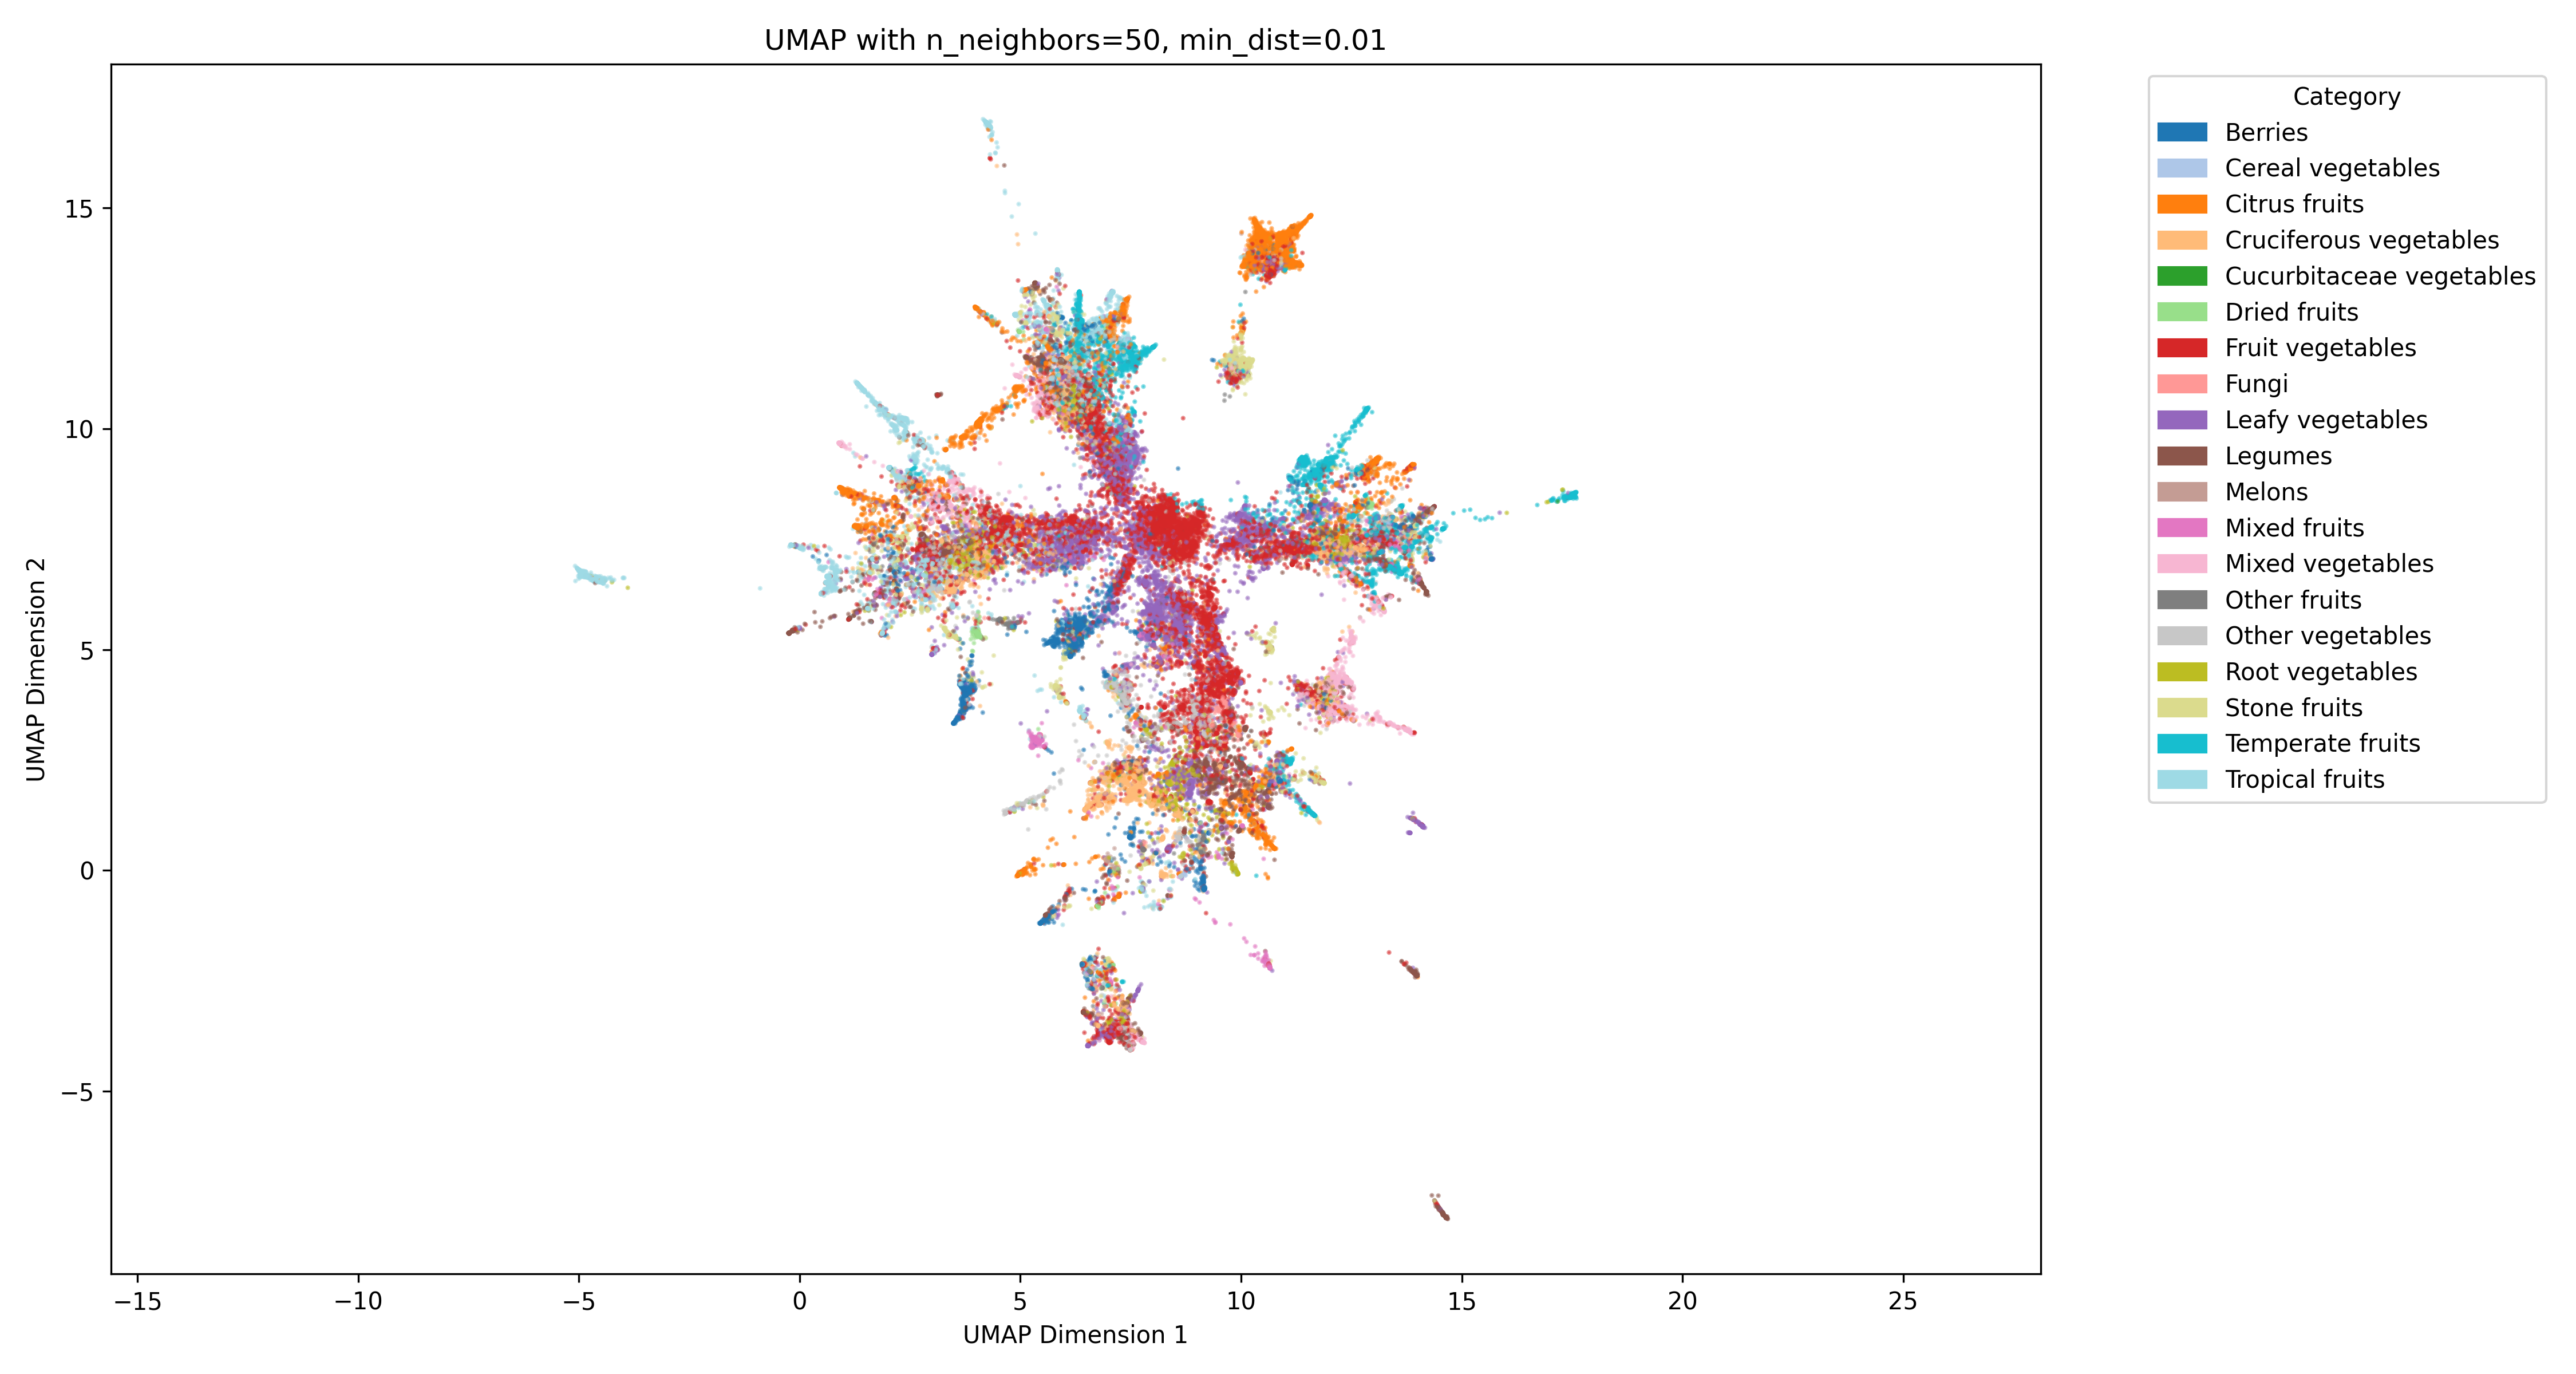 UMAP with n_neighbors=50, min_dist=0.01
Category
Berries
Cereal vegetables
Citrus fruits
Cruciferous vegetables
Cucurbitaceae vegetables
Dried fruits
Fruit vegetables
Fungi
Leafy vegetables
Legumes
Melons
Mixed fruits
Mixed vegetables
Other fruits
Other vegetables
Root vegetables
Stone fruits
Temperate fruits
Tropical fruits
UMAP Dimension 2
15
10
5
0
−5
−15
−10
−5
0
5
10
15
20
25
UMAP Dimension 1